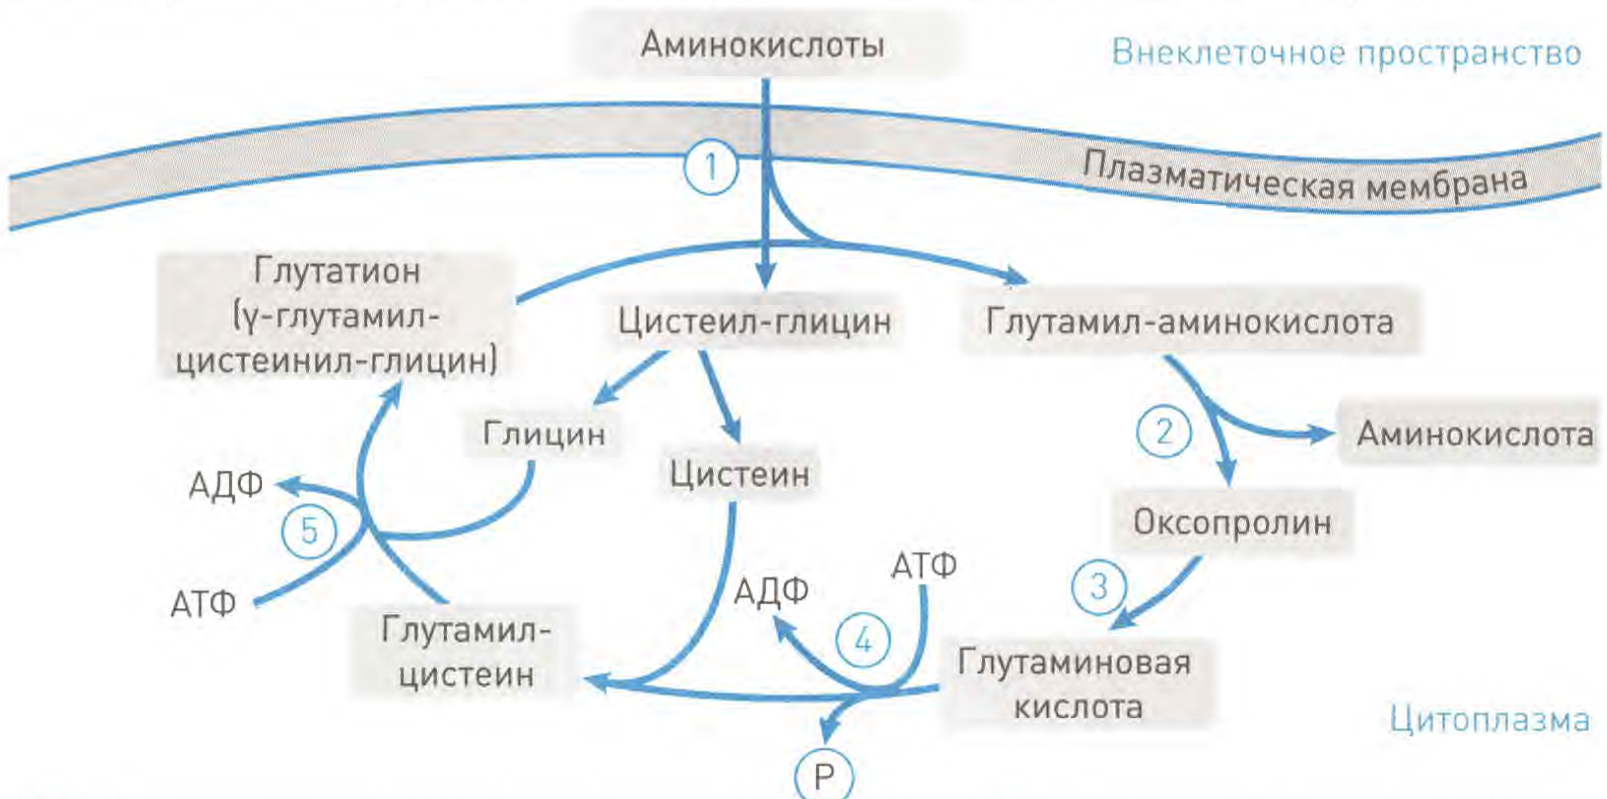 Аминокислоты
Внеклеточное пространство
Плазматическая мембрана
1
Глутатион
(γ-глутамил-
цистеинил-глицин)
Цистеил-глицин
Глутамил-аминокислота
Глицин
2
Аминокислота
Цистеин
АДФ
5
Оксопролин
АТФ
АДФ
АТФ
3
Глутамил-
цистеин
4
Глутаминовая
кислота
Цитоплазма
Р